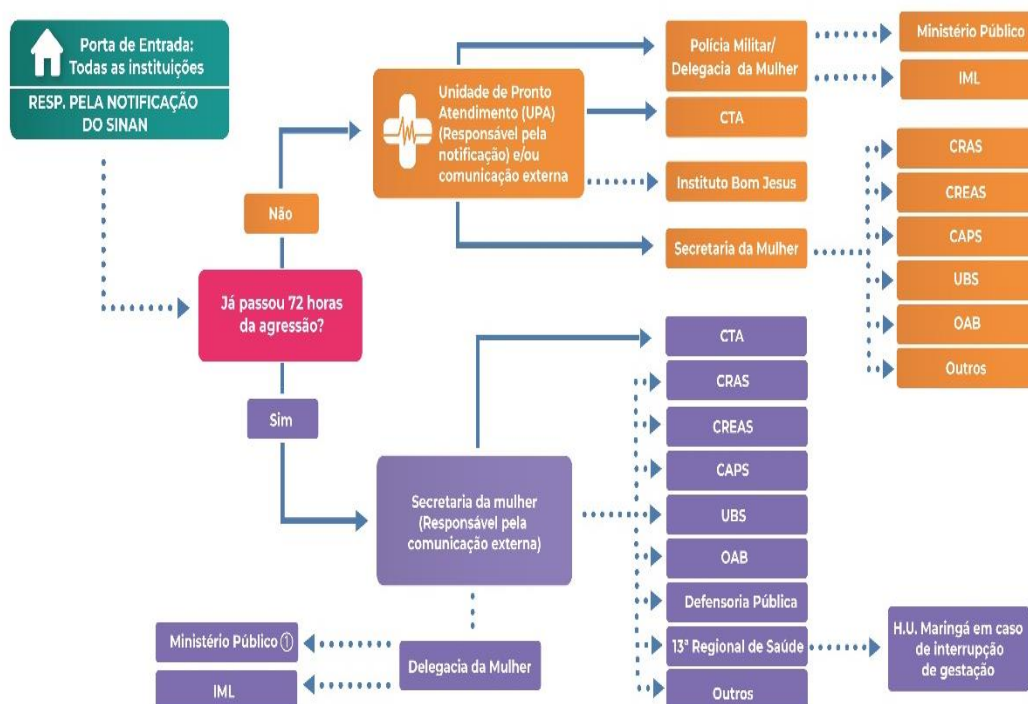 Porta de Entrada:
Todas as instituições
RESP. PELA NOTIFICAÇÃO
DO SINAN
Não
Já passou 72 horas
da agressão?
Sim
Unidade de Pronto
Atendimento (UPA)
(Responsável pela
notificação) e/ou
comunicação externa
Polícia Militar/
Delegacia da Mulher
CTA
Instituto Bom Jesus
Secretaria da Mulher
Ministério Público
IML
CRAS
CREAS
CAPS
UBS
OAB
Outros
Secretaria da mulher
(Responsável pela
comunicação externa)
CTA
CRAS
CREAS
CAPS
UBS
OAB
Defensoria Pública
13ª Regional de Saúde
Outros
H.U. Maringá em caso
de interrupção
de gestação
Delegacia da Mulher
Ministério Público ①
IML